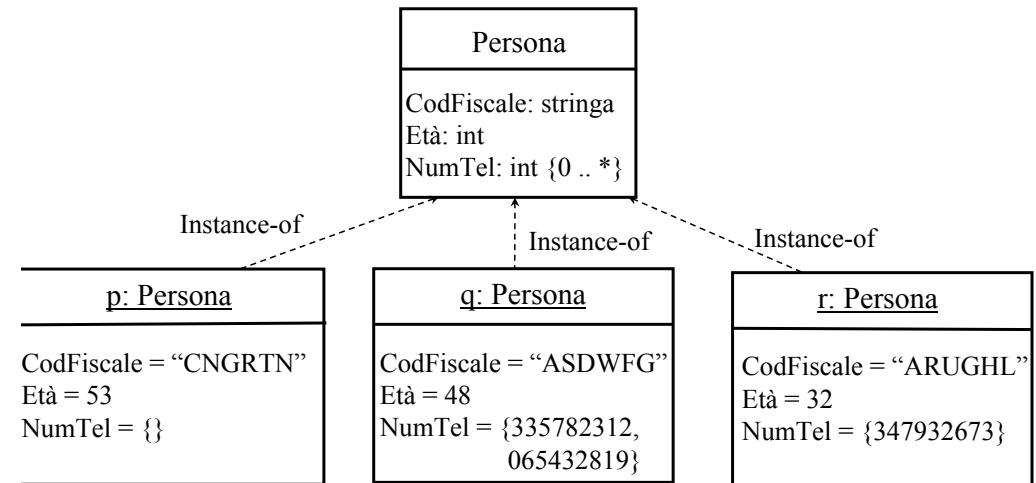 Persona
CodFiscale: stringa
Età: int
NumTel: int {0 .. *}
Instance-of
Instance-of
Instance-of
p: Persona
CodFiscale = “CNGRTN”
Età = 53
NumTel = {}
q: Persona
CodFiscale = “ASDWFG”
Età = 48
NumTel = {335782312,
065432819}
r: Persona
CodFiscale = “ARUGHL”
Età = 32
NumTel = {347932673}